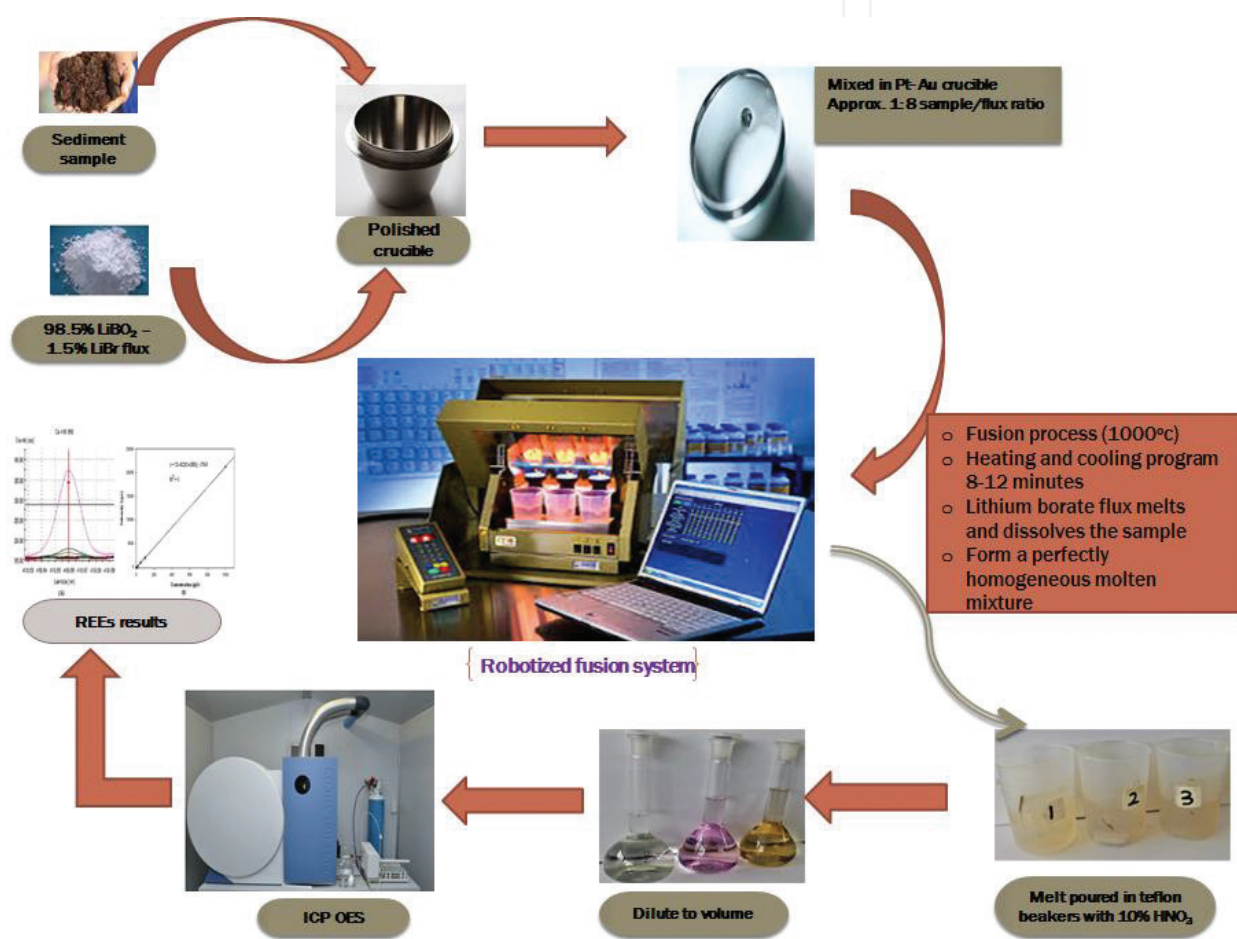 Sediment
sample
98.5% LiBO₂ –
1.5% LiBr flux
Polished
crucible
Mixed in Pt- Au crucible
Approx. 1:8 sample/flux ratio
o Fusion process (1000ºc)
o Heating and cooling program
8-12 minutes
o Lithium borate flux melts
and dissolves the sample
o Form a perfectly
homogeneous molten
mixture
{ Robotized fusion system}
1
2
3
Melt poured in teflon
beakers with 10% HNO₃
Dilute to volume
ICP OES
REEs results